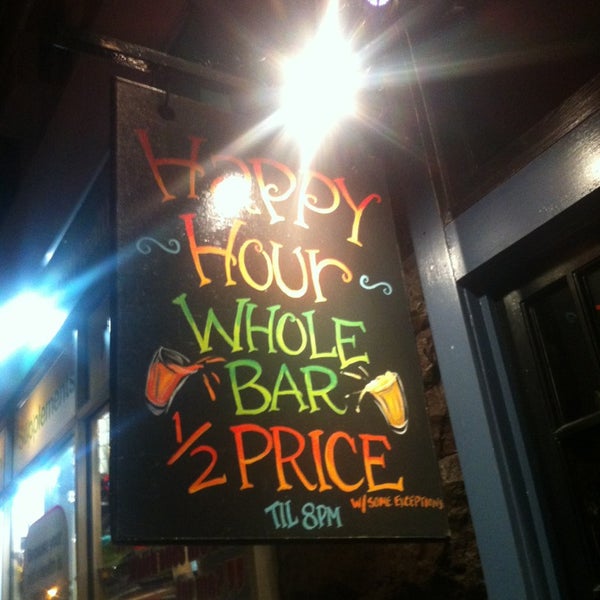 Happy
~ Hour ~
WHOLE
BAR
1/2 PRICE
W/ SOME EXCEPTIONS
TIL 8PM